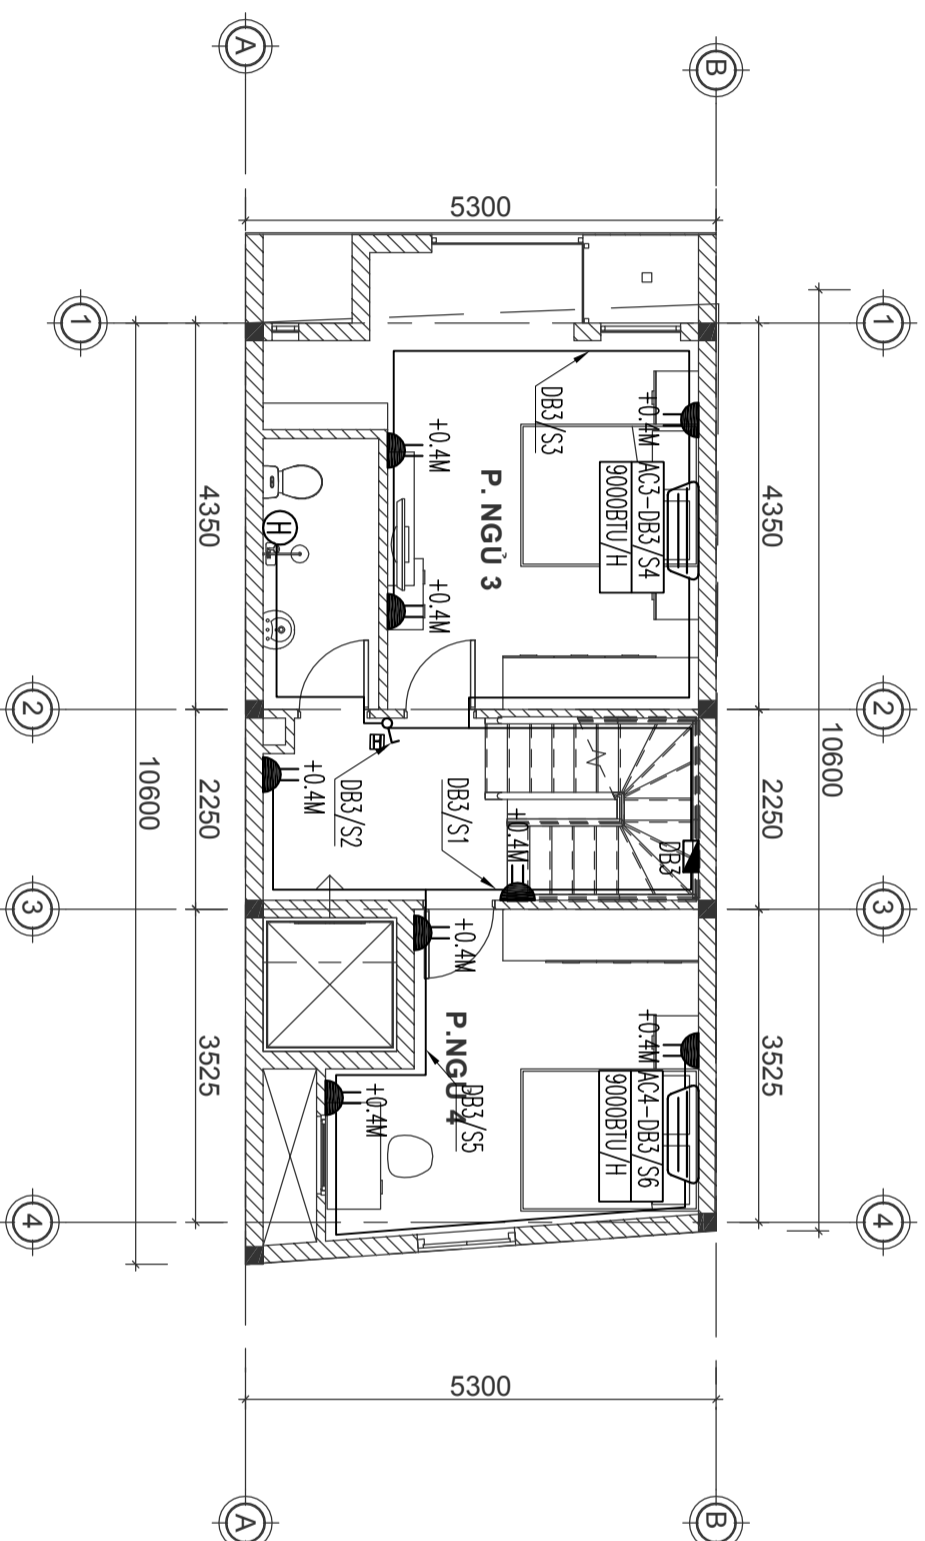 A
B
5300
1
1
DB3/S3
+0.4M
+0.4M
AC3-DB3/S4
9000BTU/H
P. NGỦ 3
4350
4350
H
+0.4M
2
2
10600
10600
2250
2250
H
+0.4M
DB3/S2
DB3/S1
+0.4M
DB3
3
3
+0.4M
P.NGỦ 4
DB3/S5
+0.4M
AC4-DB3/S6
9000BTU/H
3525
3525
+0.4M
4
4
5300
A
B